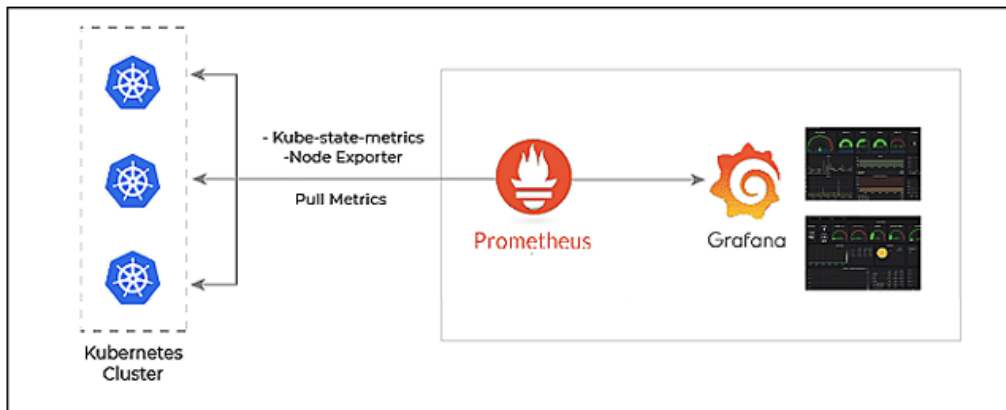 - Kube-state-metrics
-Node Exporter
Pull Metrics
Prometheus
Grafana
Kubernetes
Cluster